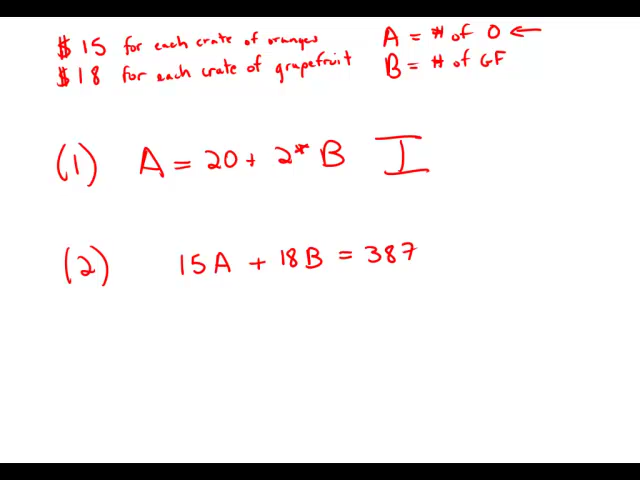 $15 for each crate of oranges
$18 for each crate of grapefruit
A = # of O ←
B = # of GF
(1) A = 20 + 2* B I
(2) 15A + 18B = 387